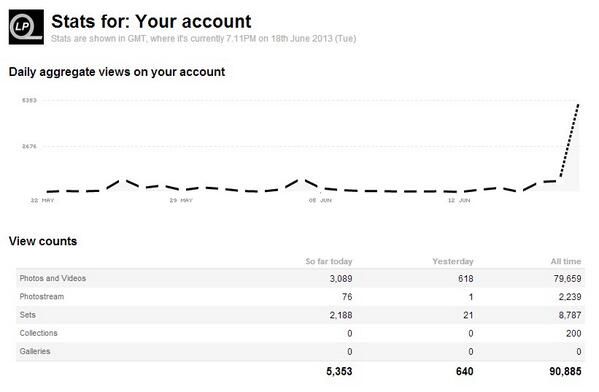 LP
Stats for: Your account
Stats are shown in GMT, where it's currently 7.11PM on 18th June 2013 (Tue)
Daily aggregate views on your account
5353
2676
22 MAY 29 MAY 05 JUN 12 JUN
View counts
So far today Yesterday All time
Photos and Videos 3,089 618 79,659
Photostream 76 1 2,239
Sets 2,188 21 8,787
Collections 0 0 200
Galleries 0 0 0
5,353 640 90,885